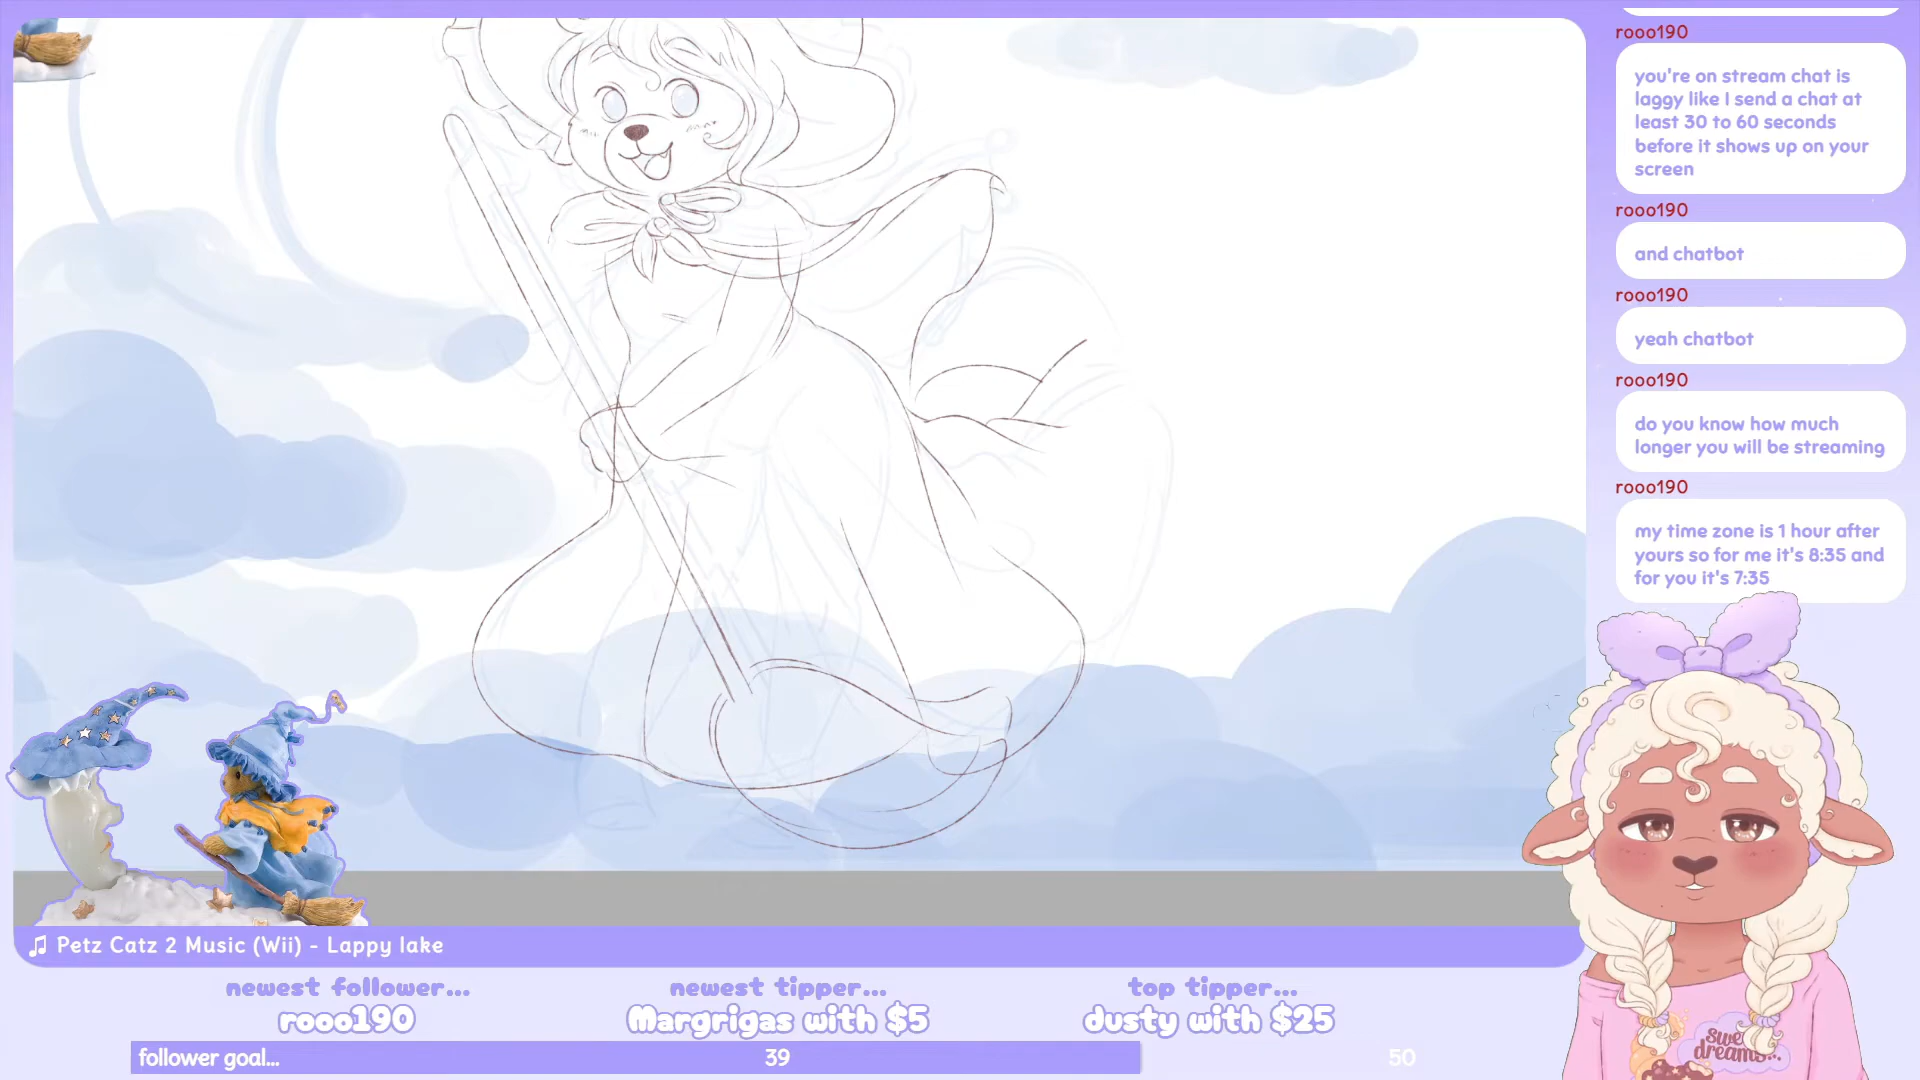 rooo190
you're on stream chat is
laggy like I send a chat at
least 30 to 60 seconds
before it shows up on your
screen
rooo190
and chatbot
rooo190
yeah chatbot
rooo190
do you know how much
longer you will be streaming
rooo190
my time zone is 1 hour after
yours so for me it's 8:35 and
for you it's 7:35
♫ Petz Catz 2 Music (Wii) - Lappy lake
newest follower...
rooo190
newest tipper...
Margrigas with $5
top tipper...
dusty with $25
follower goal...
39
50
dreams...